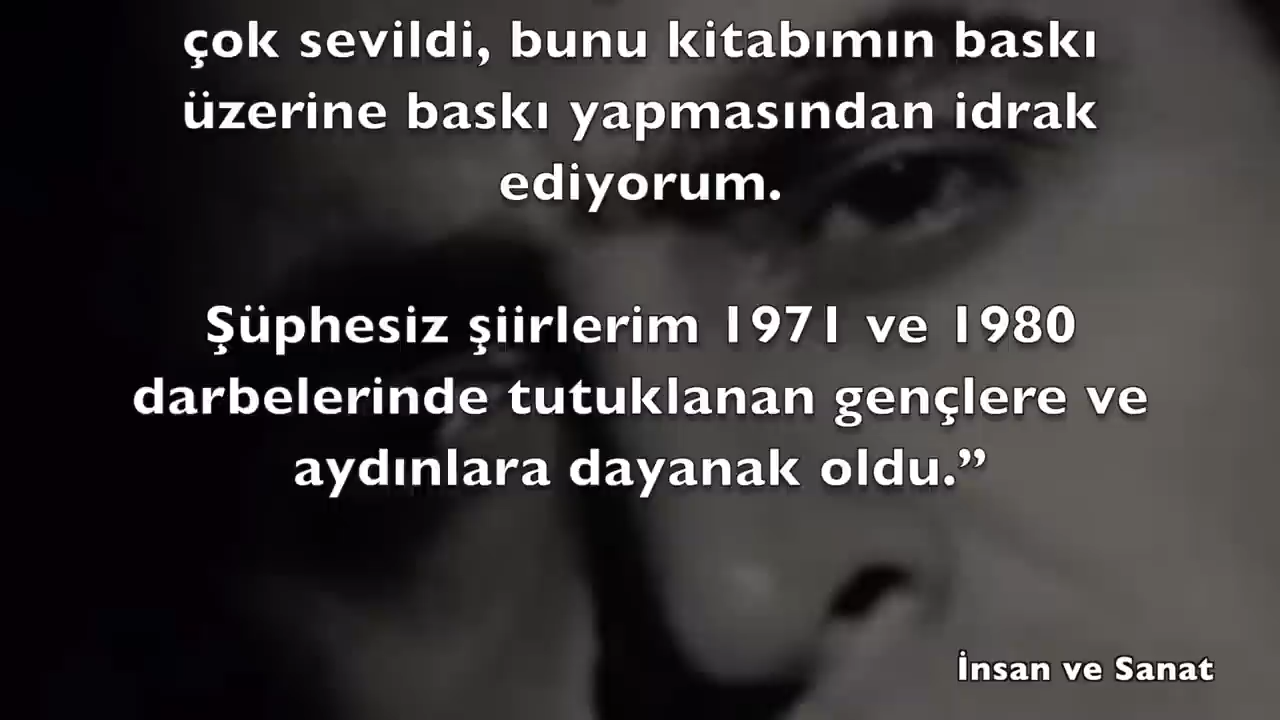 çok sevildi, bunu kitabımın baskı
üzerine baskı yapmasından idrak
ediyorum.
Şüphesiz şiirlerim 1971 ve 1980
darbelerinde tutuklanan gençlere ve
aydınlara dayanak oldu.”
İnsan ve Sanat